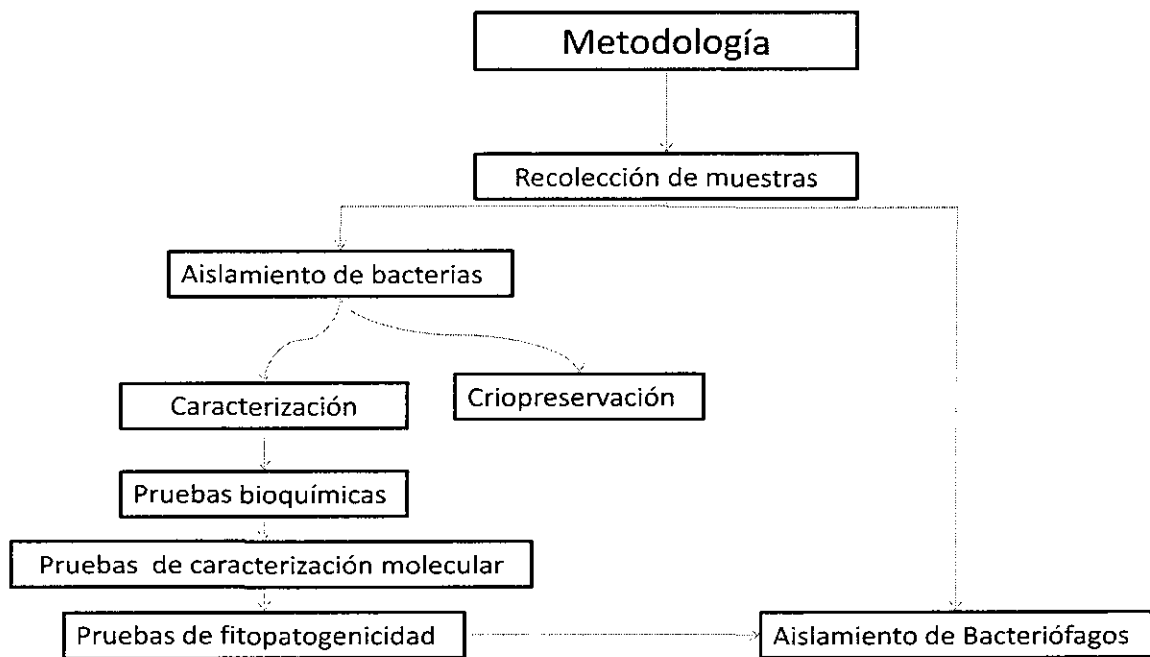 Metodología
Recolección de muestras
Aislamiento de bacterias
Caracterización
Criopreservación
Pruebas bioquímicas
Pruebas de caracterización molecular
Pruebas de fitopatogenicidad
Aislamiento de Bacteriófagos